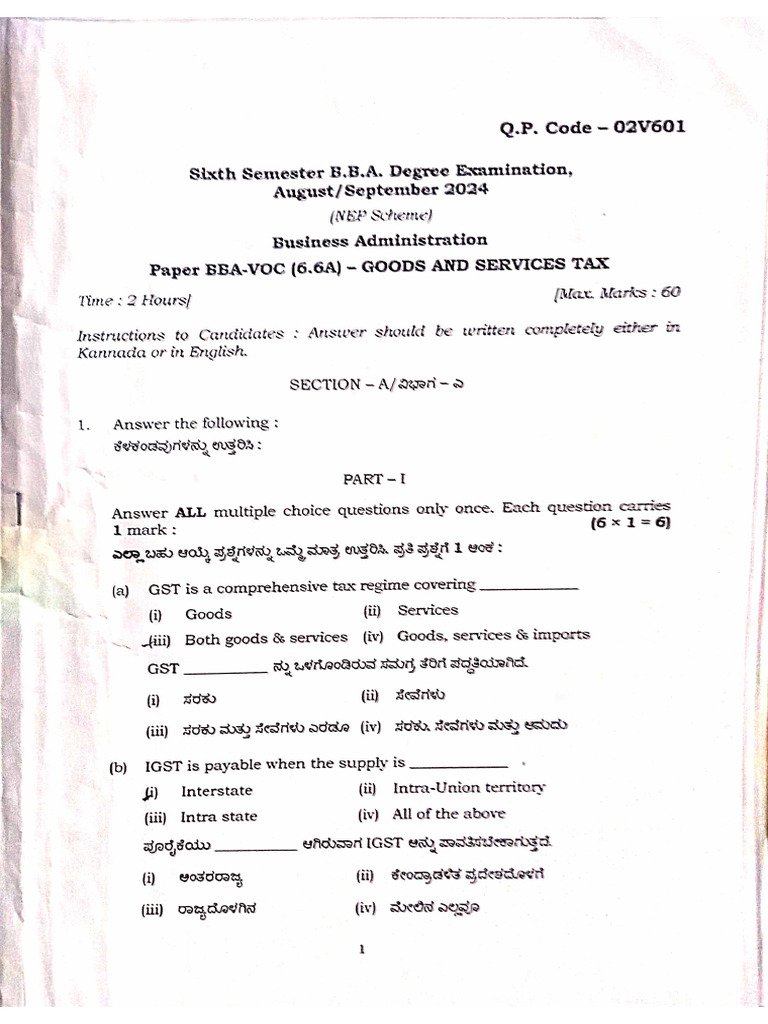 Q.P. Code – 02V601
Sixth Semester B.B.A. Degree Examination,
August/September 2024
(NEP Scheme)
Business Administration
Paper BBA-VOC (6.6A) – GOODS AND SERVICES TAX
Time : 2 Hours] [Max. Marks : 60
Instructions to Candidates : Answer should be written completely either in
Kannada or in English.
SECTION – A/ವಿಭಾಗ – ಎ
1. Answer the following :
ಕೆಳಕಂಡವುಗಳನ್ನು ಉತ್ತರಿಸಿ :
PART – I
Answer ALL multiple choice questions only once. Each question carries
1 mark : (6 × 1 = 6)
ಎಲ್ಲಾ ಬಹು ಆಯ್ಕೆ ಪ್ರಶ್ನೆಗಳನ್ನು ಒಮ್ಮೆ ಮಾತ್ರ ಉತ್ತರಿಸಿ. ಪ್ರತಿ ಪ್ರಶ್ನೆಗೆ 1 ಅಂಕ :
(a) GST is a comprehensive tax regime covering ____________
(i) Goods (ii) Services
(iii) Both goods & services (iv) Goods, services & imports
GST __________ ನ್ನು ಒಳಗೊಂಡಿರುವ ಸಮಗ್ರ ತೆರಿಗೆ ಪದ್ಧತಿಯಾಗಿದೆ.
(i) ಸರಕು (ii) ಸೇವೆಗಳು
(iii) ಸರಕು ಮತ್ತು ಸೇವೆಗಳು ಎರಡೂ (iv) ಸರಕು, ಸೇವೆಗಳು ಮತ್ತು ಆಮದು
(b) IGST is payable when the supply is ____________
(i) Interstate (ii) Intra-Union territory
(iii) Intra state (iv) All of the above
ಪೂರೈಕೆಯು __________ ಆಗಿರುವಾಗ IGST ಅನ್ನು ಪಾವತಿಸಬೇಕಾಗುತ್ತದೆ.
(i) ಅಂತರರಾಜ್ಯ (ii) ಕೇಂದ್ರಾಡಳಿತ ಪ್ರದೇಶದೊಳಗೆ
(iii) ರಾಜ್ಯದೊಳಗಿನ (iv) ಮೇಲಿನ ಎಲ್ಲವೂ
1